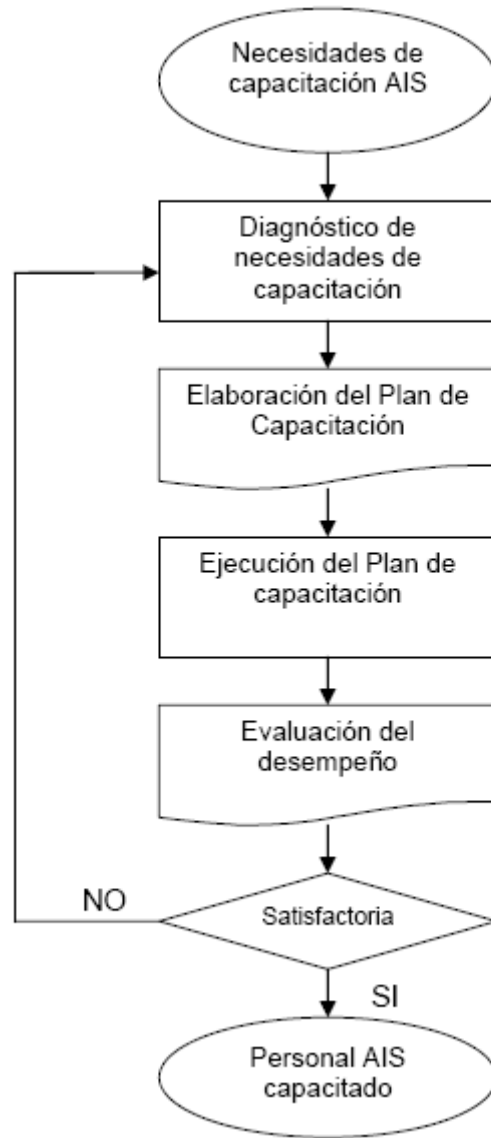 Necesidades de
capacitación AIS
Diagnóstico de
necesidades de
capacitación
Elaboración del Plan de
Capacitación
Ejecución del Plan de
capacitación
Evaluación del
desempeño
NO
Satisfactoria
SI
Personal AIS
capacitado